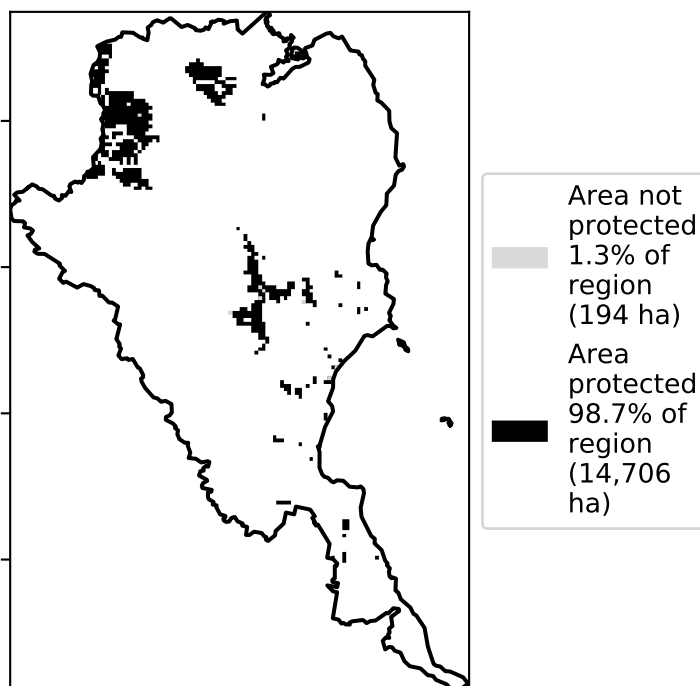 Area not
protected
1.3% of
region
(194 ha)
Area
protected
98.7% of
region
(14,706
ha)